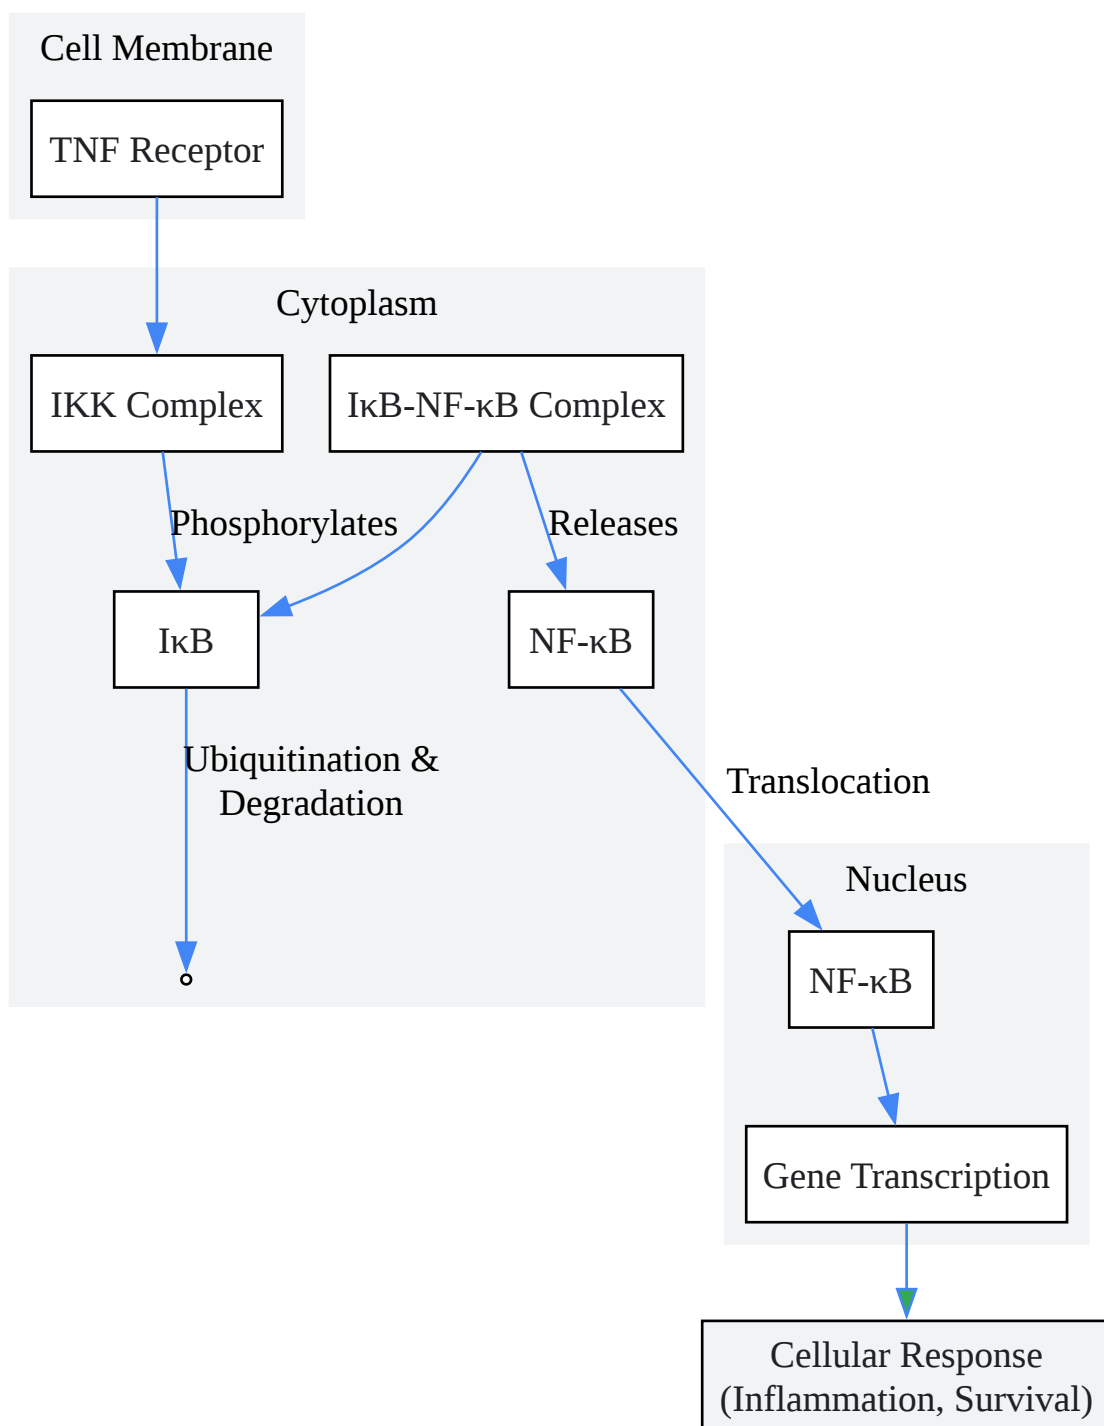 Cell Membrane
TNF Receptor
Cytoplasm
IKK Complex
IκB-NF-κB Complex
Phosphorylates
Releases
IκB
NF-κB
Ubiquitination &
Degradation
Translocation
Nucleus
NF-κB
Gene Transcription
Cellular Response
(Inflammation, Survival)